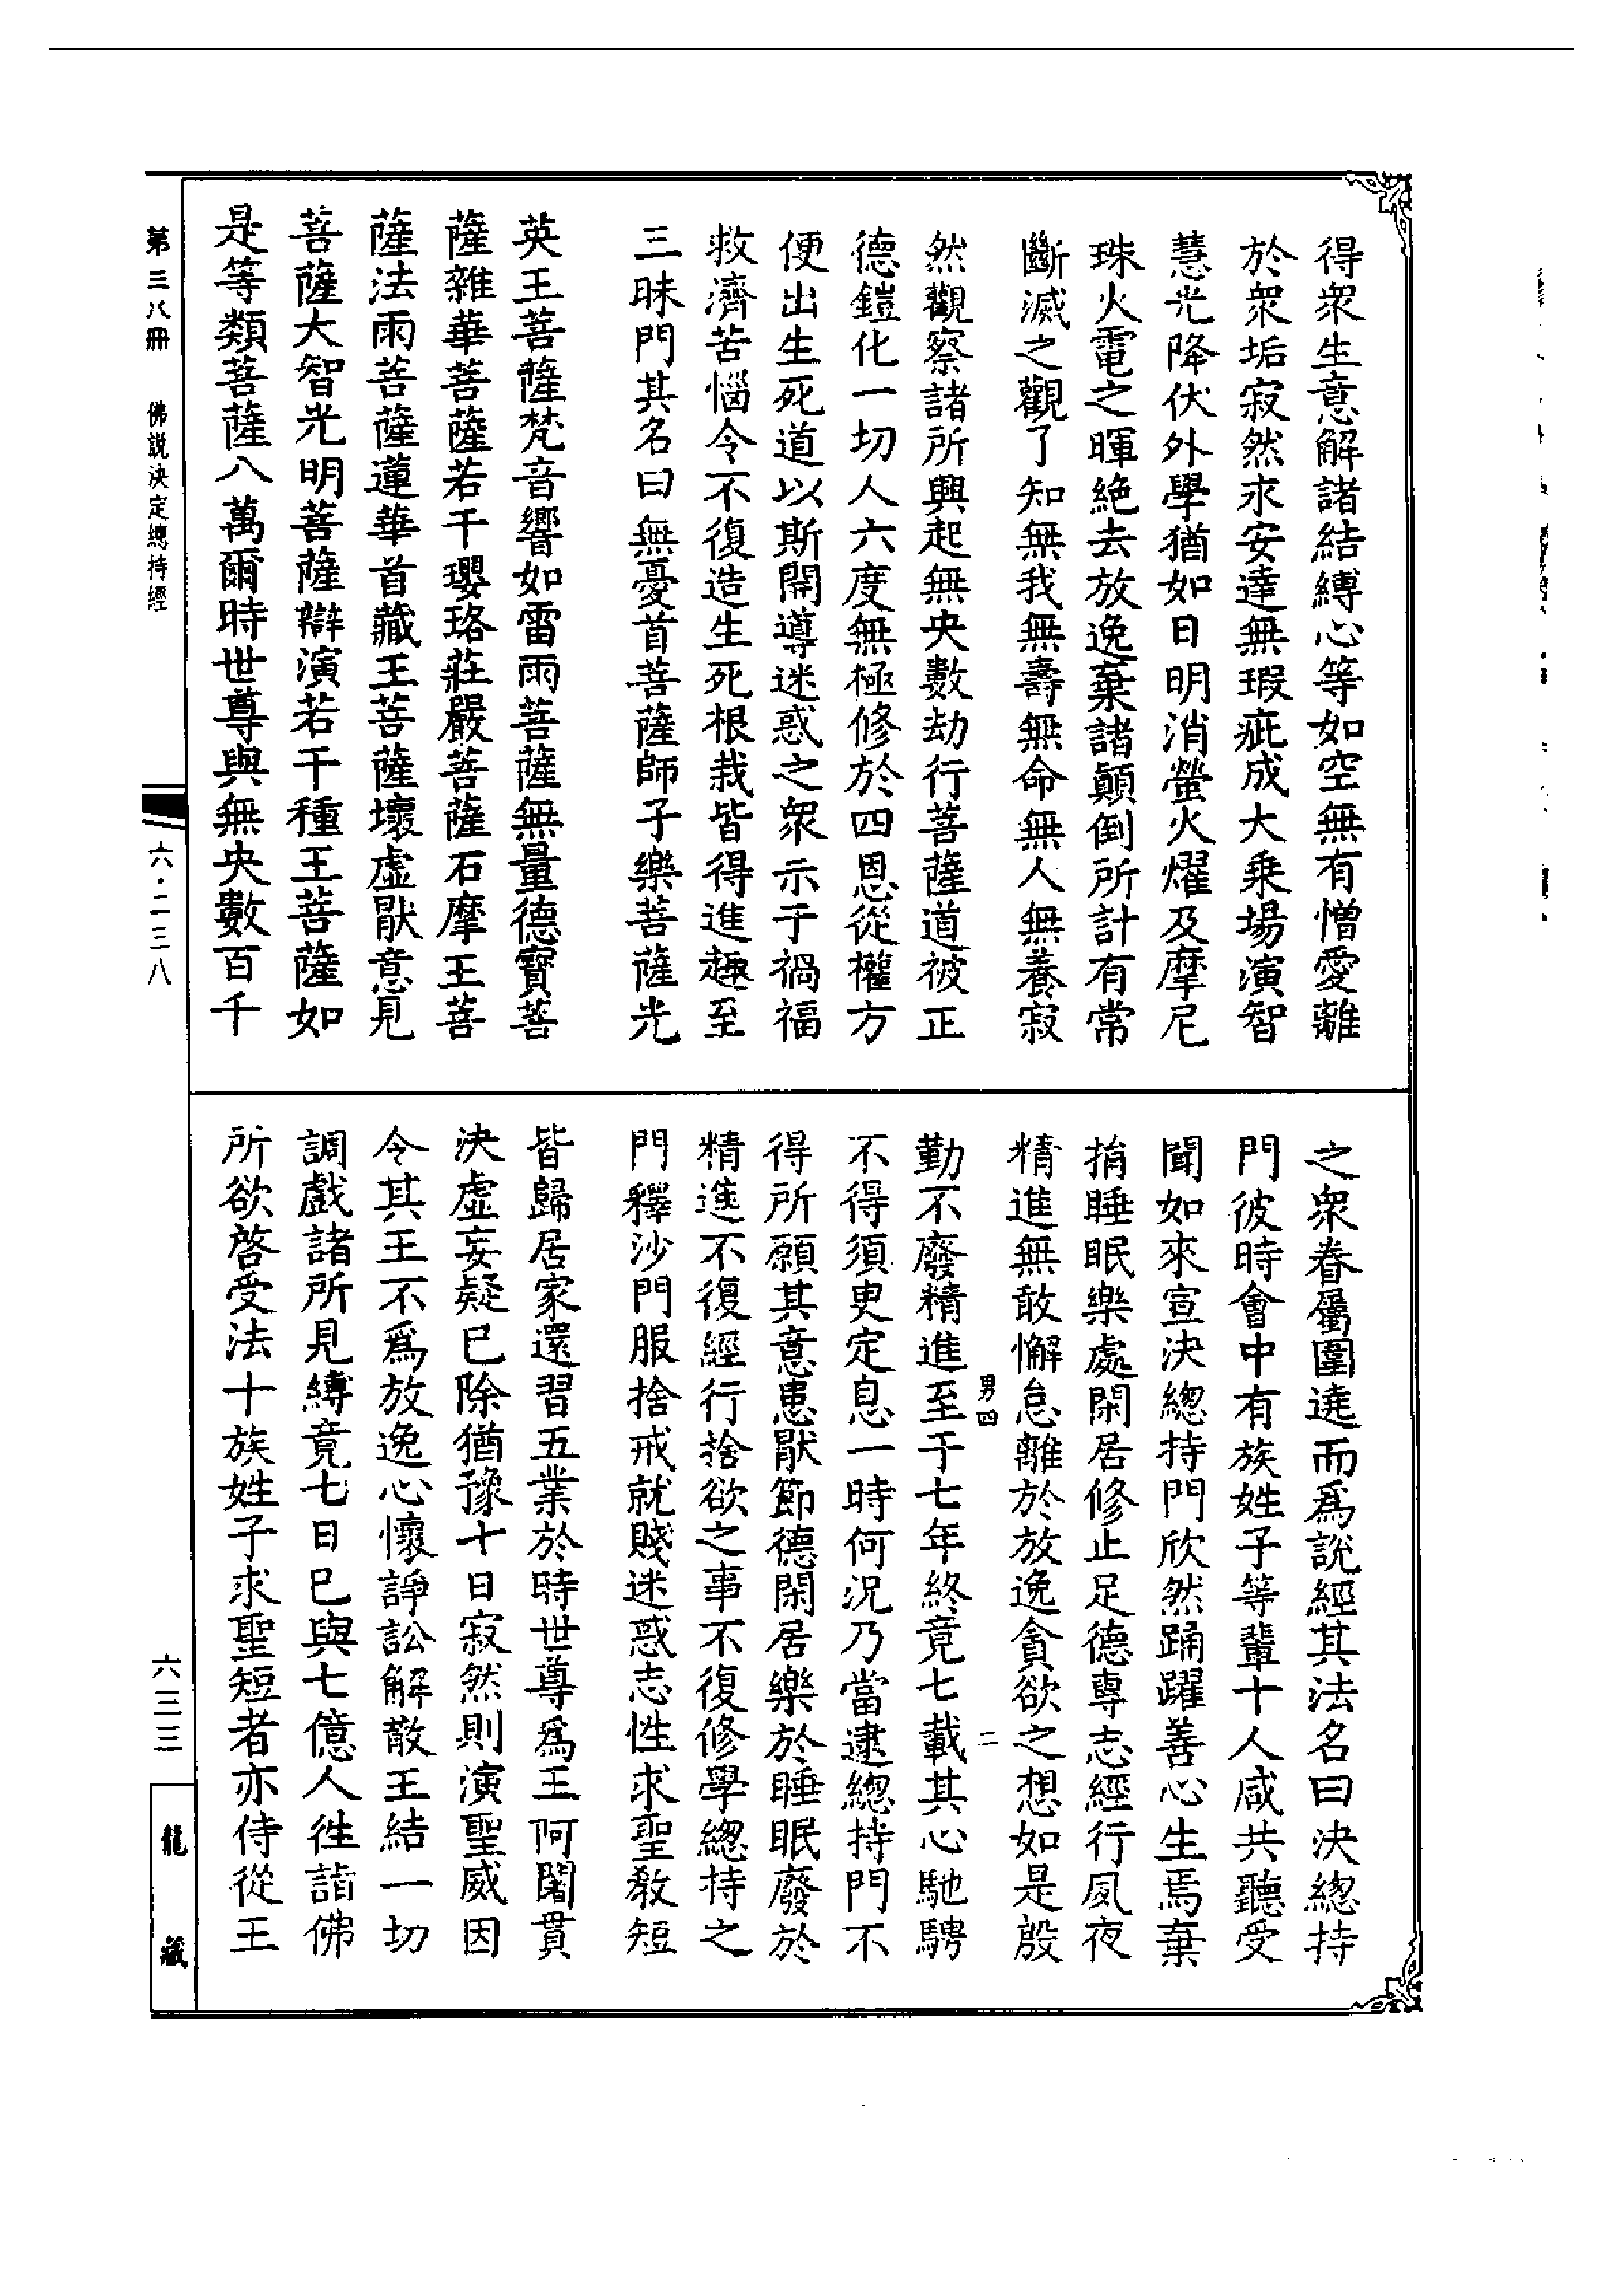 得眾生意解諸結縛心等如空無有憎愛離
於眾垢寂然求安達無瑕疵成大乘場演智
慧光降伏外學猶如日明消螢火燿及摩尼
珠火電之暉絶去放逸棄諸顛倒所計有常
斷滅之觀了知無我無壽無命無人無養寂
然觀察諸所興起無央數劫行菩薩道被正
德鎧化一切人六度無極修於四恩從權方
便出生死道以斯開導迷惑之眾示于禍福
救濟苦惱令不復造生死根栽皆得進趣至
三昧門其名曰無憂首菩薩師子樂菩薩光
英王菩薩梵音響如雷雨菩薩無量德寶菩
薩雜華菩薩若干瓔珞莊嚴菩薩石摩王菩
薩法雨菩薩蓮華首藏王菩薩壞虛猒意見
菩薩大智光明菩薩辯演若干種王菩薩如
是等類菩薩八萬爾時世尊與無央數百千
之眾眷屬圍遶而為說經其法名曰決總持
門彼時會中有族姓子等輩十人咸共聽受
聞如來宣決總持門欣然踊躍善心生焉棄
捐睡眠樂處閑居修止足德專志經行夙夜
精進無敢懈怠離於放逸貪欲之想如是殷
男四
二
勤不廢精進至于七年終竟七載其心馳騁
不得須臾定息一時何況乃當逮總持門不
得所願其意患猒節德閑居樂於睡眠廢於
精進不復經行捨欲之事不復修學總持之
門釋沙門服捨戒就賤迷惑志性求聖教短
皆歸居家還習五業於時世尊為王阿闍貰
決虛妄疑已除猶豫十日寂然則演聖威因
令其王不為放逸心懷諍訟解散王結一切
調戲諸所見縛竟七日已與七億人往詣佛
所欲啓受法十族姓子求聖短者亦侍從王
第三八冊
佛說決定總持經
六·二三八
六三三
龍藏